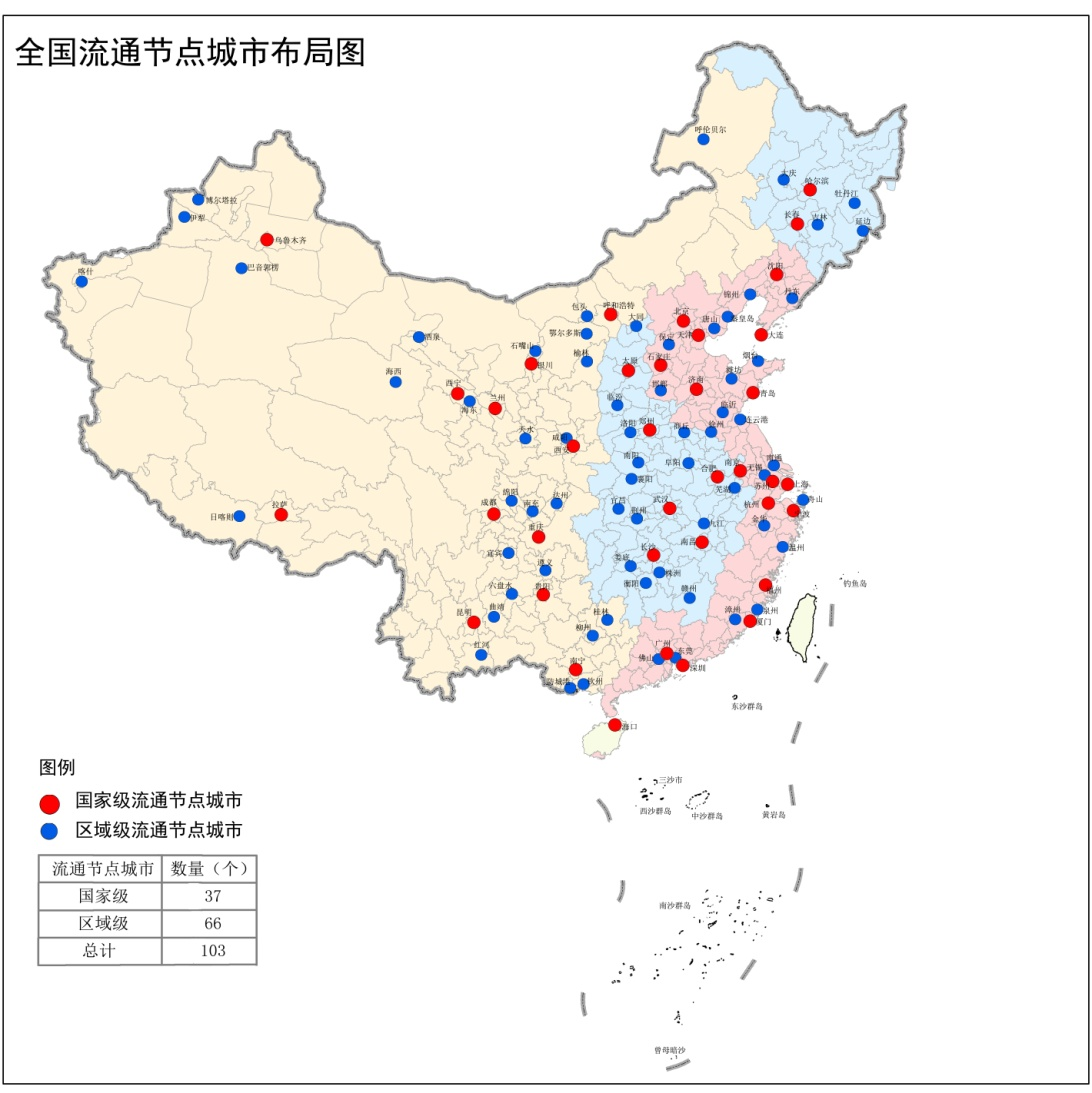 全国流通节点城市布局图
呼伦贝尔
大庆
哈尔滨
牡丹江
长春
吉林
延边
博尔塔拉
伊犁
乌鲁木齐
巴音郭楞
喀什
沈阳
锦州
丹东
包头
呼和浩特
大同
北京
唐山
秦皇岛
天津
大连
鄂尔多斯
保定
酒泉
石嘴山
银川
榆林
太原
石家庄
烟台
潍坊
海西
西宁
海东
兰州
邯郸
济南
青岛
临汾
临沂
连云港
天水
咸阳
西安
洛阳
郑州
商丘
徐州
南阳
阜阳
合肥
南京
南通
无锡
襄阳
芜湖
苏州
上海
拉萨
日喀则
成都
绵阳
南充
达州
宜昌
荆州
武汉
杭州
舟山
宁波
重庆
九江
金华
南昌
温州
宜宾
遵义
长沙
娄底
株洲
衡阳
赣州
福州
钓鱼岛
六盘水
贵阳
昆明
曲靖
桂林
柳州
漳州
泉州
厦门
红河
南宁
防城港
钦州
广州
佛山
东莞
深圳
东沙群岛
海口
三沙市
西沙群岛
中沙群岛
黄岩岛
南沙群岛
曾母暗沙
图例
国家级流通节点城市
区域级流通节点城市
流通节点城市 数量（个）
国家级 37
区域级 66
总计 103